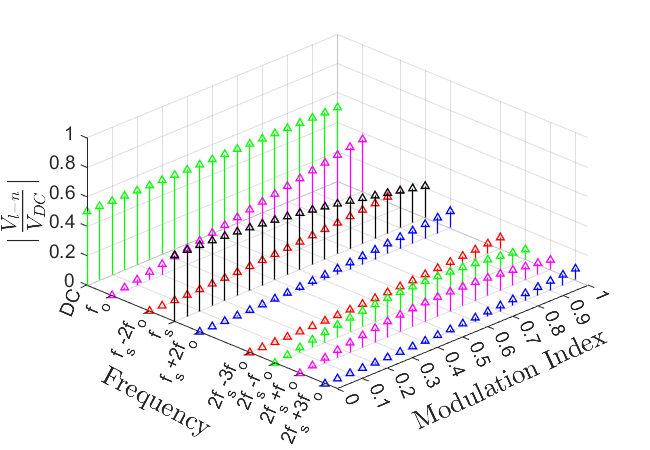 1
0.8
0.6
0.4
0.2
0
|V_{l-n}/V_{DC}|
DC
f_o
f_s-2f_o
f_s
f_s+2f_o
2f_s-3f_o
2f_s-f_o
2f_s+f_o
2f_s+3f_o
Frequency
0
0.1
0.2
0.3
0.4
0.5
0.6
0.7
0.8
0.9
1
Modulation Index